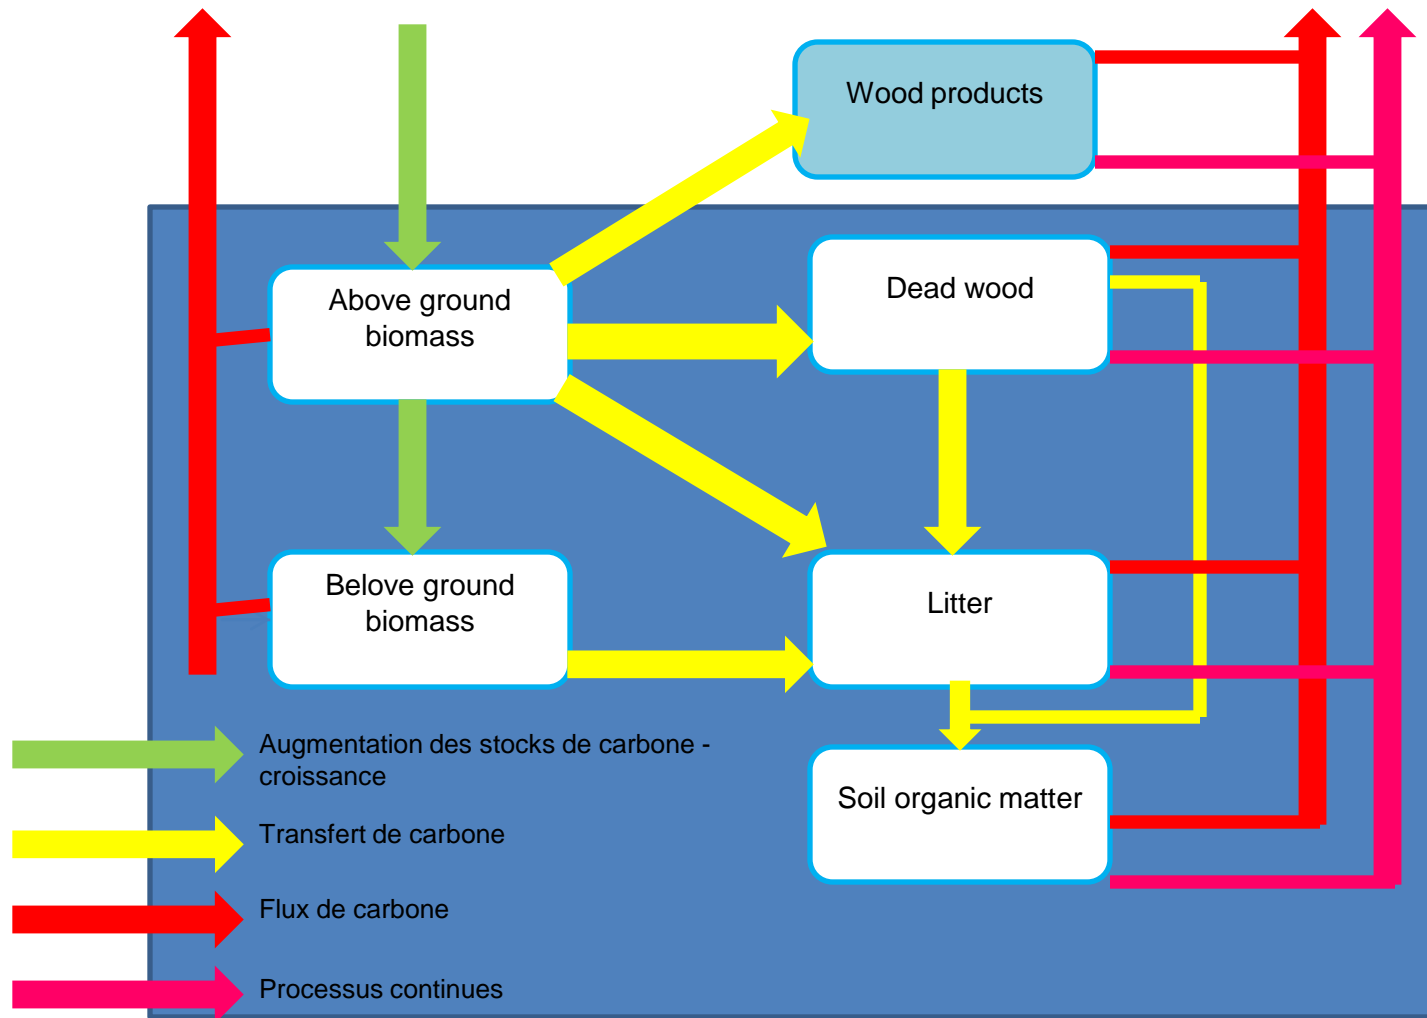 Wood products
Above ground
biomass
Dead wood
Belove ground
biomass
Litter
Soil organic matter
Augmentation des stocks de carbone -
croissance
Transfert de carbone
Flux de carbone
Processus continues